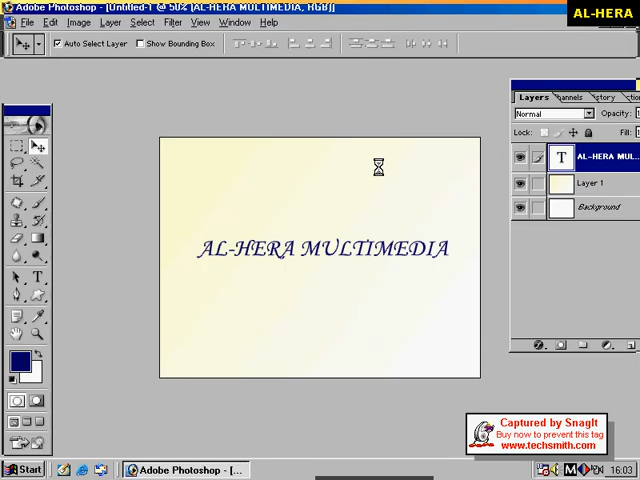 Adobe Photoshop - [Untitled-1 @ 50% (AL-HERA MULTIMEDIA, RGB)]
AL-HERA
File Edit Image Layer Select Filter View Window Help
Auto Select Layer Show Bounding Box
Layers hannels story ctior
Normal Opacity:
Lock: Fill:
T AL-HERA MUL...
Layer 1
Background
AL-HERA MULTIMEDIA
Captured by SnagIt
Buy now to prevent this tag
www.techsmith.com
Start Adobe Photoshop - [... 16:03